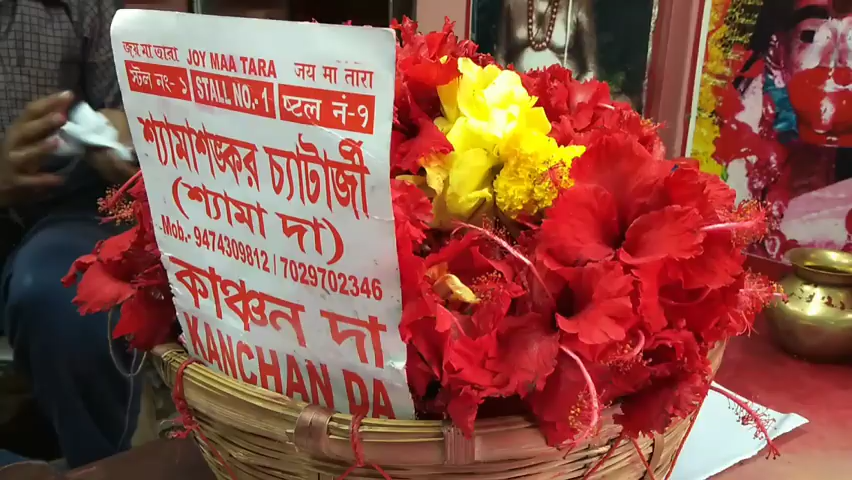 জয় মা তারা JOY MAA TARA जय मा तारा
স্টল নং- ১ STALL NO.- 1 ष्टल नं-१
শ্যামাশঙ্কর চ্যাটার্জী
(শ্যামা দা)
Mob.- 9474309812 / 7029702346
কাঞ্চন দা
KANCHAN DA